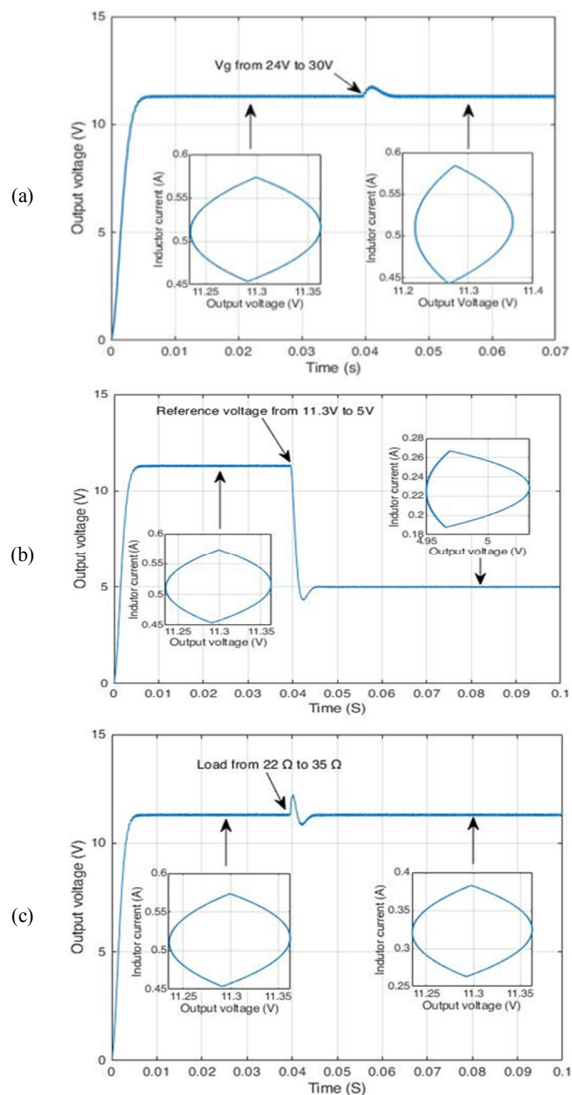 (a)
Output voltage (V)
15
10
5
0
Vg from 24V to 30V
Inductor current (A)
0.6
0.55
0.5
0.45
11.25 11.3 11.35
Output voltage (V)
Indutor current (A)
0.6
0.55
0.5
0.45
11.2 11.3 11.4
Output Voltage (V)
0 0.01 0.02 0.03 0.04 0.05 0.06 0.07
Time (s)
(b)
Output voltage (V)
15
10
5
0
Reference voltage from 11.3V to 5V
Indutor current (A)
0.6
0.55
0.5
0.45
11.25 11.3 11.35
Output voltage (V)
Indutor current (A)
0.28
0.26
0.24
0.22
0.2
0.18
4.95 5
Output voltage (V)
0 0.01 0.02 0.03 0.04 0.05 0.06 0.07 0.08 0.09 0.1
Time (S)
(c)
Output voltage (V)
15
10
5
0
Load from 22 Ω to 35 Ω
Indutor current (A)
0.6
0.55
0.5
0.45
11.25 11.3 11.35
Output voltage (V)
Indutor current (A)
0.4
0.35
0.3
0.25
11.25 11.3 11.35
Output voltage (V)
0 0.01 0.02 0.03 0.04 0.05 0.06 0.07 0.08 0.09 0.1
Time (S)